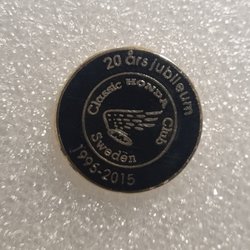 20 års jubileum
Classic HONDA Club
Sweden
1995-2015